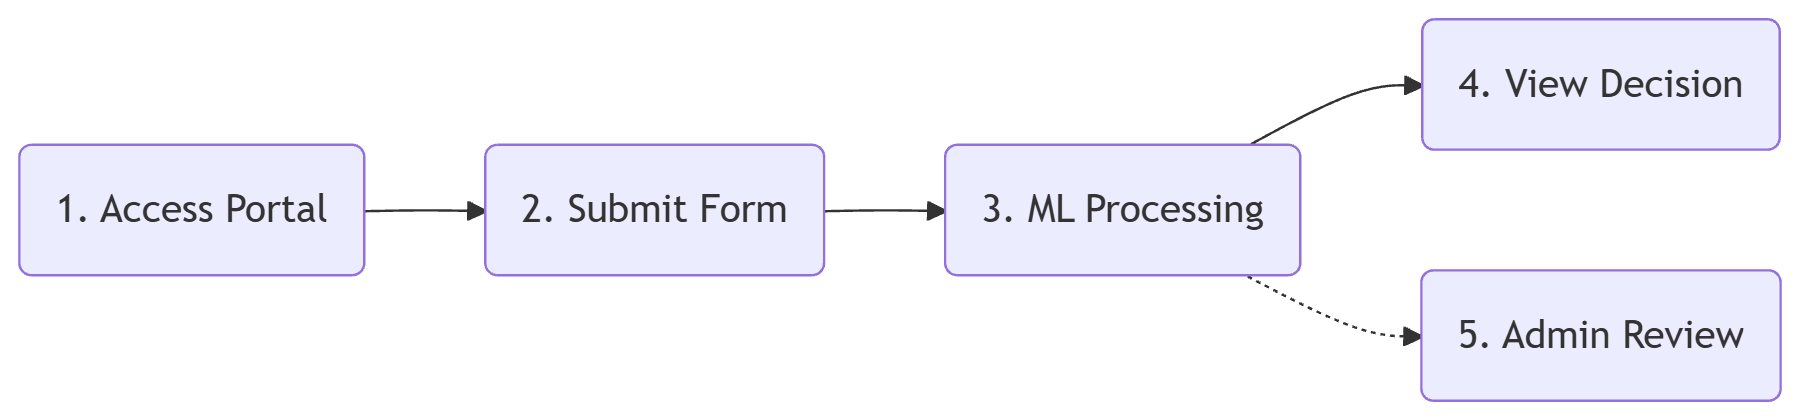 1. Access Portal
2. Submit Form
3. ML Processing
4. View Decision
5. Admin Review